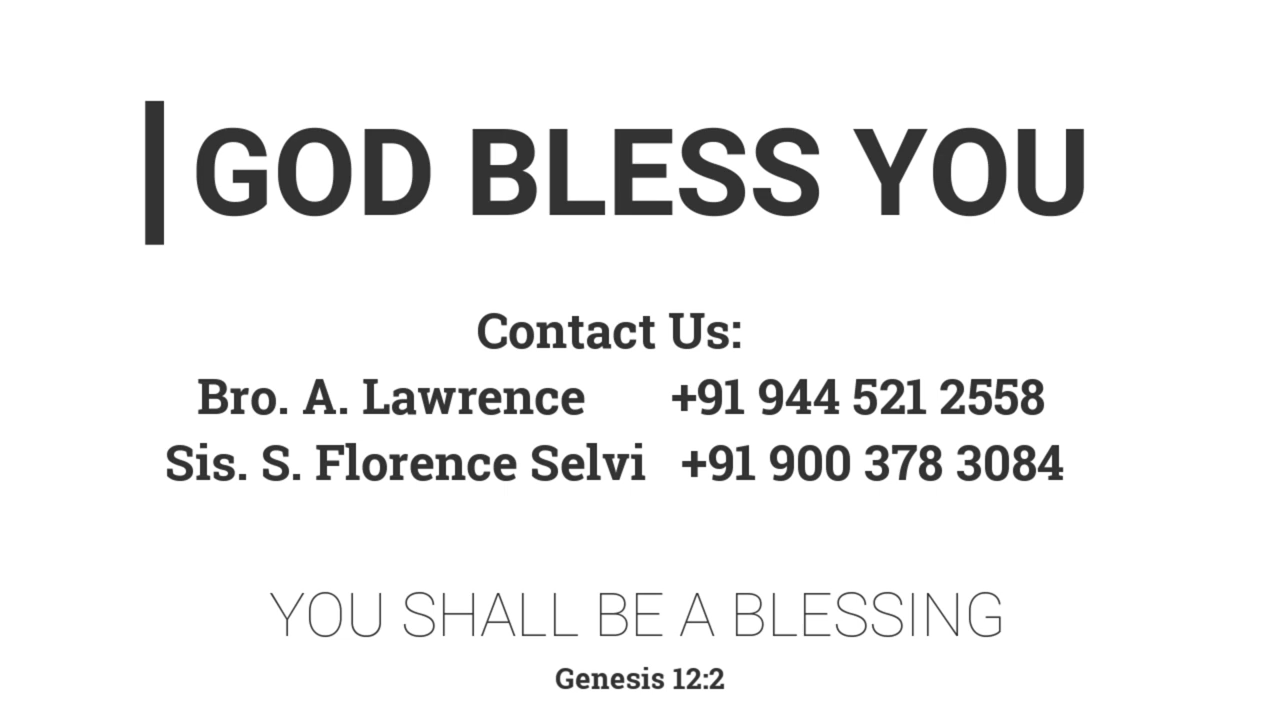 GOD BLESS YOU
Contact Us:
Bro. A. Lawrence +91 944 521 2558
Sis. S. Florence Selvi +91 900 378 3084
YOU SHALL BE A BLESSING
Genesis 12:2